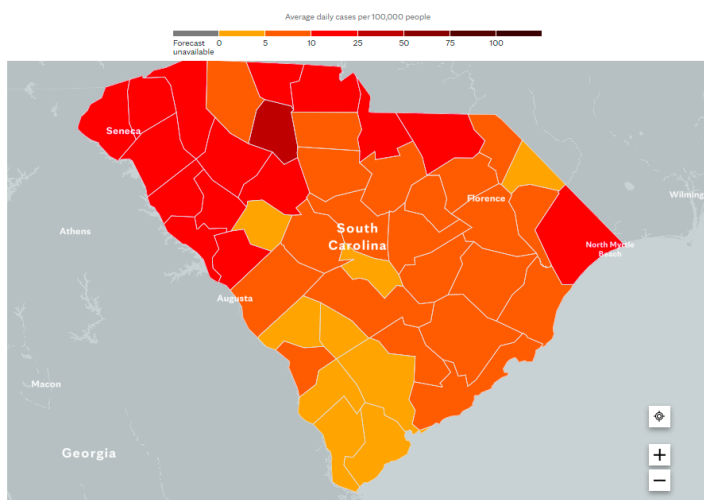 Average daily cases per 100,000 people
Forecast unavailable
0 5 10 25 50 75 100
Seneca
Athens
South Carolina
Florence
Wilming
North Myrtle Beach
Augusta
Macon
Georgia
+
−